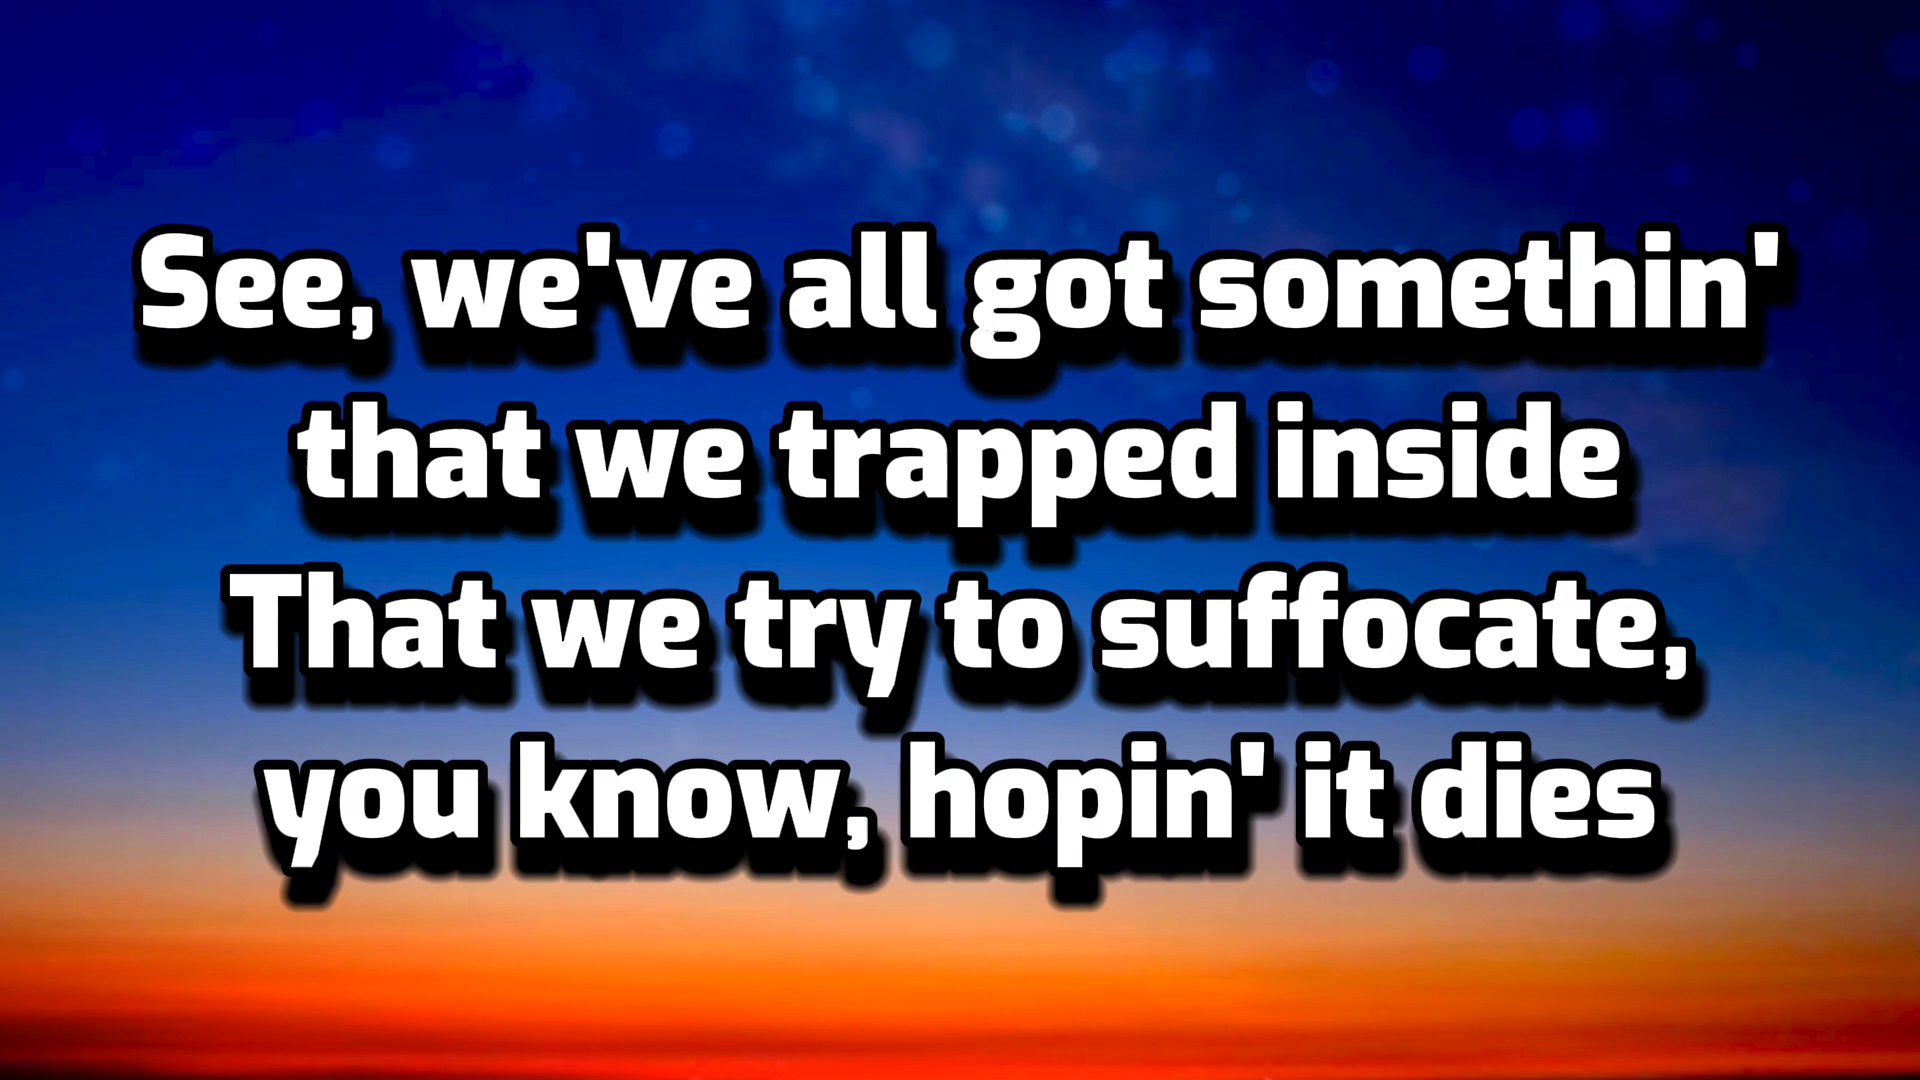 See, we've all got somethin'
that we trapped inside
That we try to suffocate,
you know, hopin' it dies